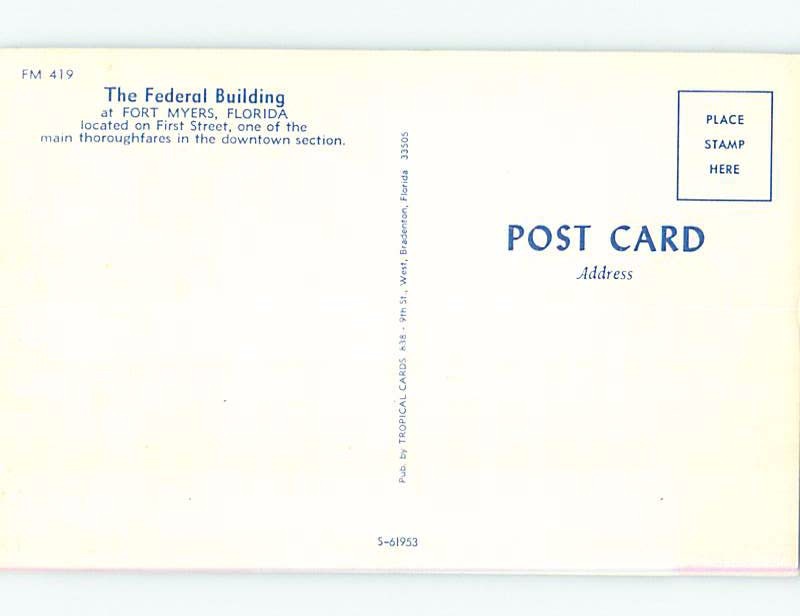 FM 419
The Federal Building
at FORT MYERS, FLORIDA
located on First Street, one of the
main thoroughfares in the downtown section.
Pub. by TROPICAL CARDS 638 - 9th St., West, Bradenton, Florida 33505
PLACE
STAMP
HERE
POST CARD
Address
S-61953